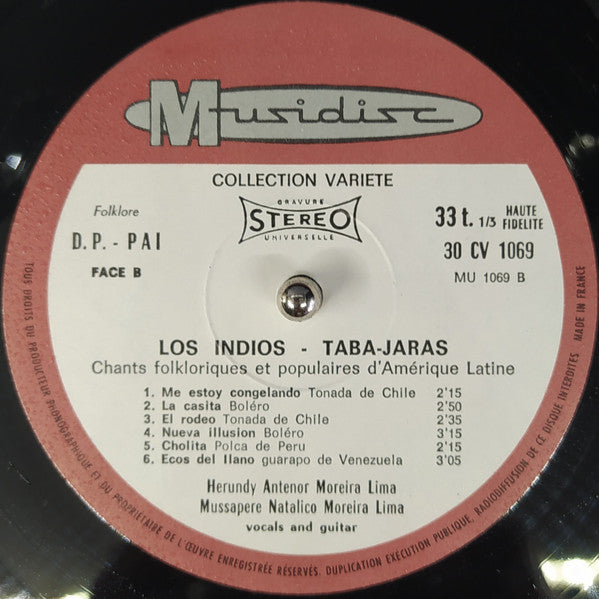 Musidisc
COLLECTION VARIETE
Folklore
D.P. - PAI
FACE B
GRAVURE
STEREO
UNIVERSELLE
33 t. 1/3 HAUTE FIDELITE
30 CV 1069
MU 1069 B
LOS INDIOS - TABA-JARAS
Chants folkloriques et populaires d'Amérique Latine
1. Me estoy congelando Tonada de Chile 2'15
2. La casita Boléro 2'50
3. El rodeo Tonada de Chile 2'35
4. Nueva illusion Boléro 3'15
5. Cholita Polca de Peru 2'15
6. Ecos del llano guarapo de Venezuela 3'05
Herundy Antenor Moreira Lima
Mussapere Natalico Moreira Lima
vocals and guitar
TOUS DROITS DU PRODUCTEUR PHONOGRAPHIQUE ET DU PROPRIÉTAIRE DE L'ŒUVRE ENREGISTRÉE RÉSERVÉS. DUPLICATION EXECUTION PUBLIQUE, RADIODIFFUSION DE CE DISQUE INTERDITES MADE IN FRANCE